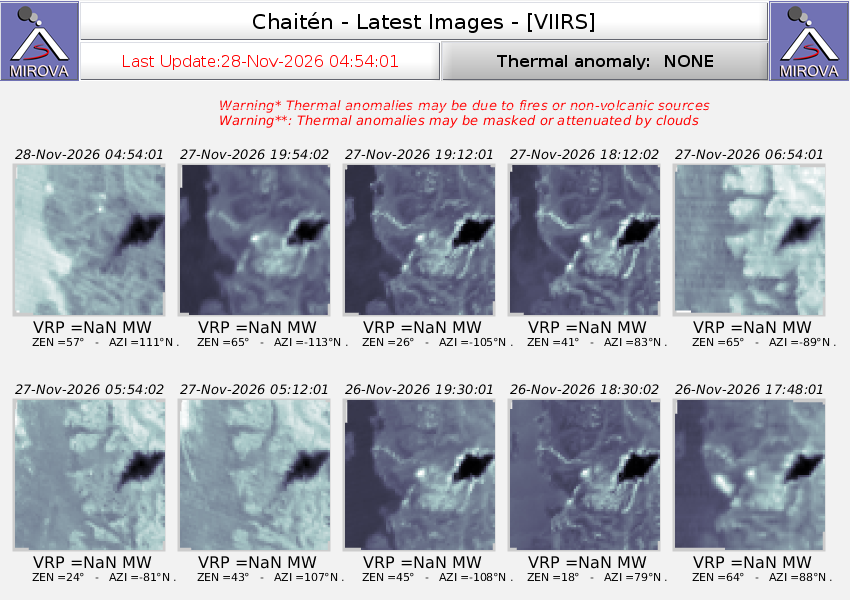 Chaitén - Latest Images - [VIIRS]
MIROVA
Last Update:28-Nov-2026 04:54:01
Thermal anomaly: NONE
MIROVA
Warning* Thermal anomalies may be due to fires or non-volcanic sources
Warning**: Thermal anomalies may be masked or attenuated by clouds
28-Nov-2026 04:54:01 27-Nov-2026 19:54:02 27-Nov-2026 19:12:01 27-Nov-2026 18:12:02 27-Nov-2026 06:54:01
VRP =NaN MW VRP =NaN MW VRP =NaN MW VRP =NaN MW VRP =NaN MW
ZEN =57° - AZI =111°N . ZEN =65° - AZI =-113°N . ZEN =26° - AZI =-105°N . ZEN =41° - AZI =83°N . ZEN =65° - AZI =-89°N .
27-Nov-2026 05:54:02 27-Nov-2026 05:12:01 26-Nov-2026 19:30:01 26-Nov-2026 18:30:02 26-Nov-2026 17:48:01
VRP =NaN MW VRP =NaN MW VRP =NaN MW VRP =NaN MW VRP =NaN MW
ZEN =24° - AZI =-81°N . ZEN =43° - AZI =107°N . ZEN =45° - AZI =-108°N . ZEN =18° - AZI =79°N . ZEN =64° - AZI =88°N .